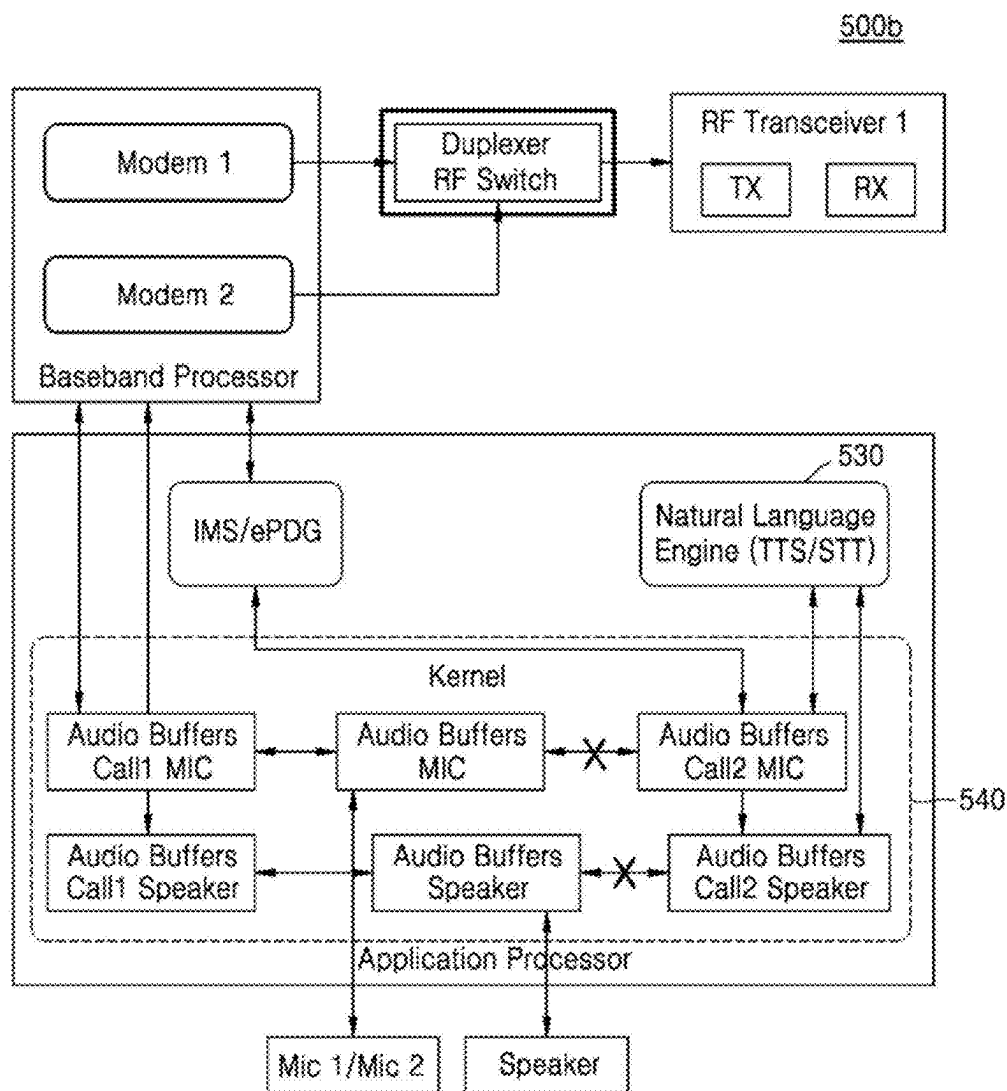 500b
Modem 1
Duplexer
RF Switch
RF Transceiver 1
TX
RX
Modem 2
Baseband Processor
530
IMS/ePDG
Natural Language
Engine (TTS/STT)
Kernel
Audio Buffers
Call1 MIC
Audio Buffers
MIC
X
Audio Buffers
Call2 MIC
540
Audio Buffers
Call1 Speaker
Audio Buffers
Speaker
X
Audio Buffers
Call2 Speaker
Application Processor
Mic 1/Mic 2
Speaker